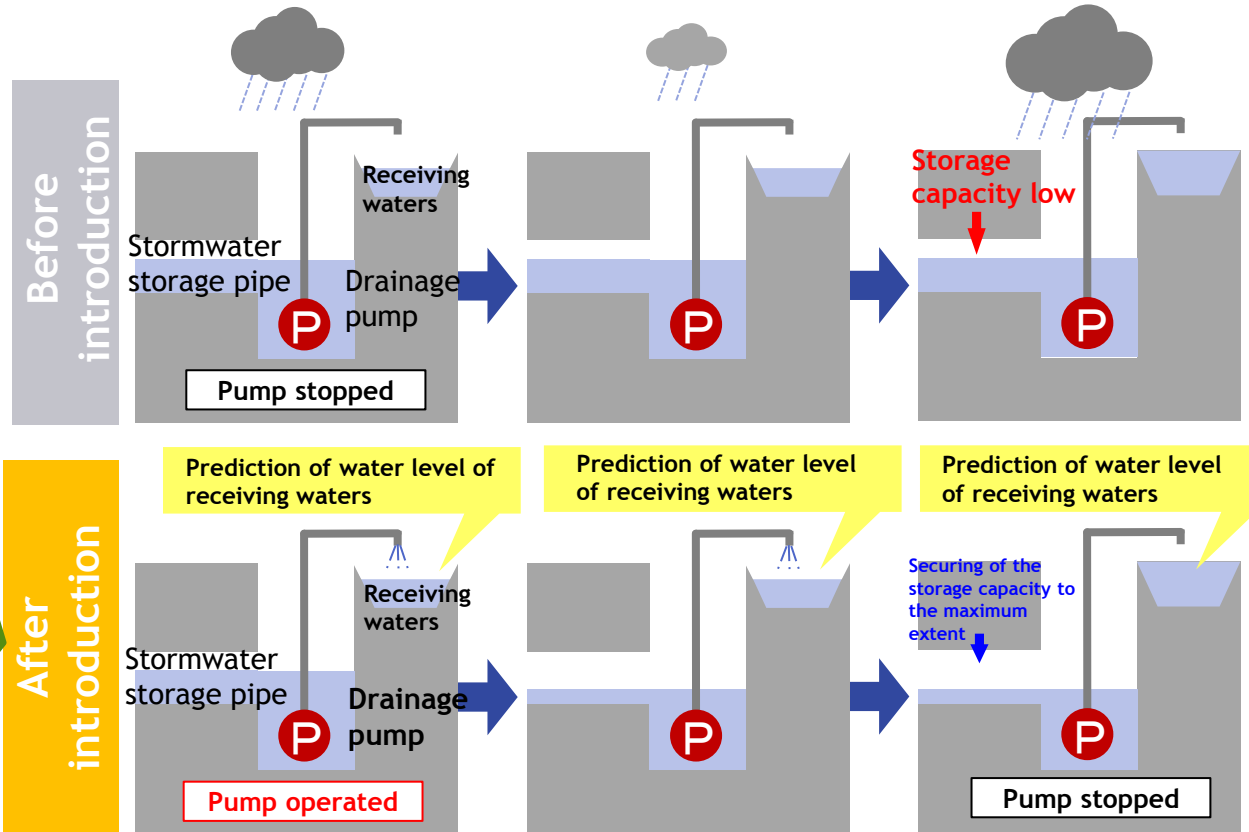 Before
introduction
Receiving
waters
Stormwater
storage pipe
Drainage
pump
P
Pump stopped
P
Storage
capacity low
P
After
introduction
Prediction of water level of
receiving waters
Receiving
waters
Stormwater
storage pipe
Drainage
pump
P
Pump operated
Prediction of water level
of receiving waters
P
Prediction of water level
of receiving waters
Securing of the
storage capacity to
the maximum
extent
P
Pump stopped